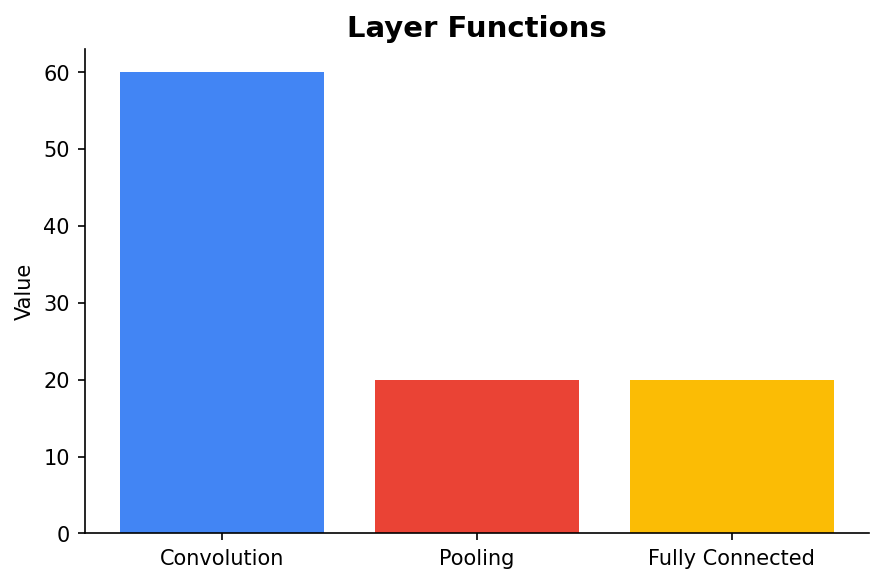 Layer Functions
Value
60
50
40
30
20
10
0
Convolution
Pooling
Fully Connected